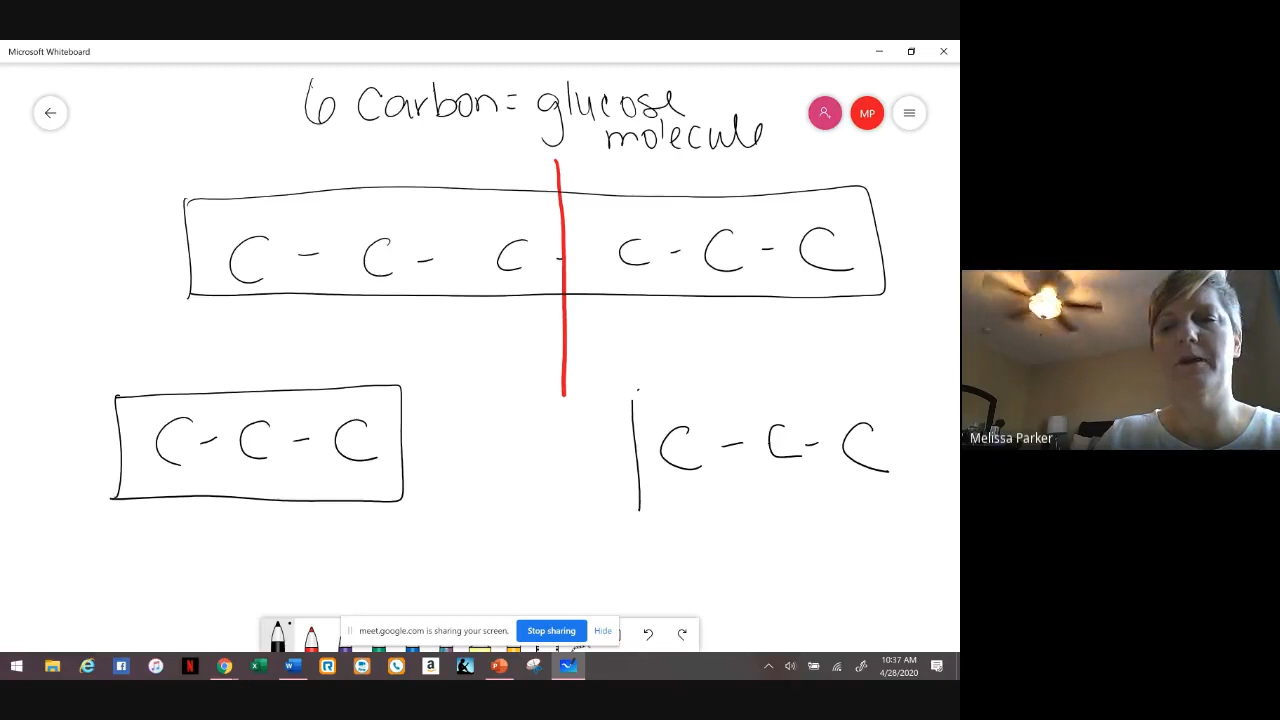 Microsoft Whiteboard
6 Carbon = glucose
molecule
MP
C - C - C - C - C - C
C - C - C
C - C - C
Melissa Parker
meet.google.com is sharing your screen.
Stop sharing
Hide
10:37 AM
4/28/2020